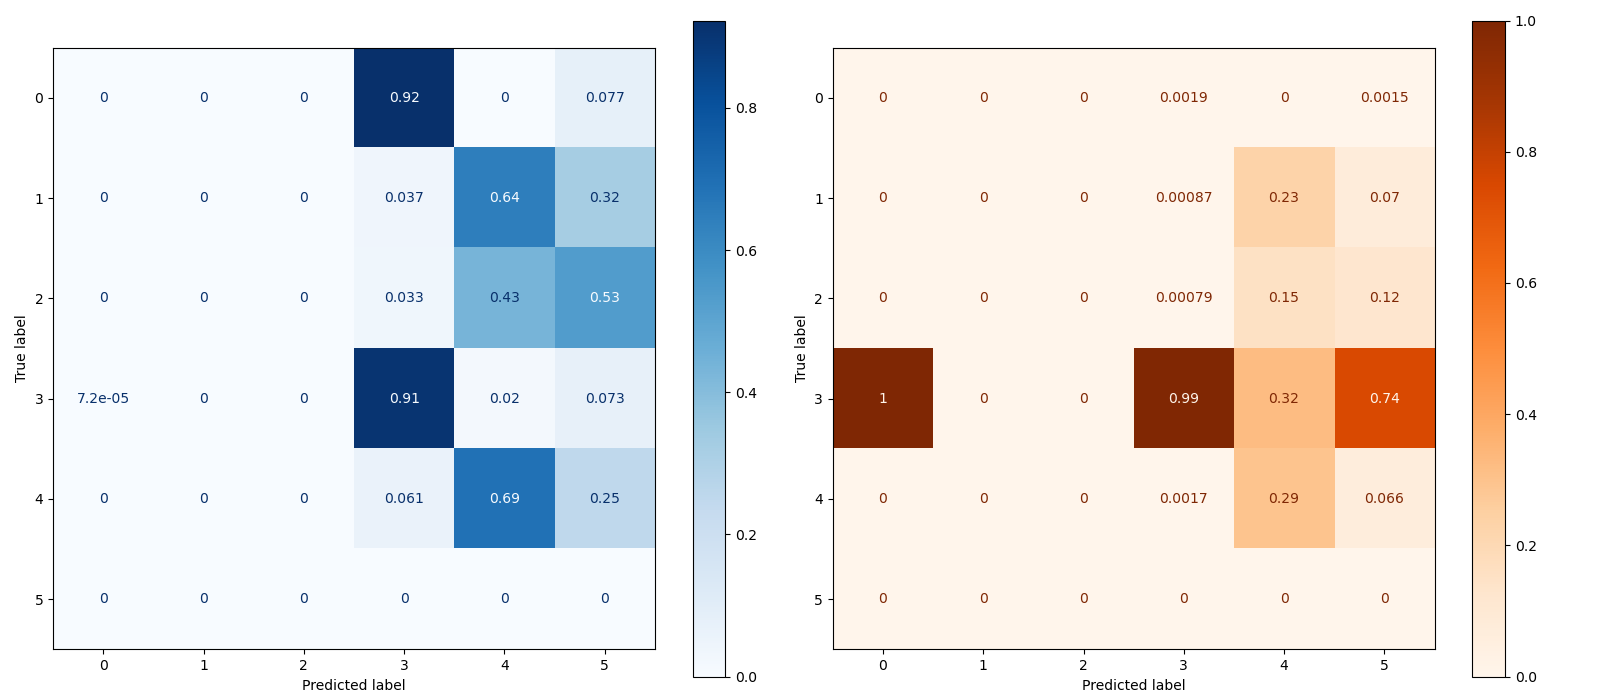 0 0 0 0 0.92 0 0.077
1 0 0 0 0.037 0.64 0.32
2 0 0 0 0.033 0.43 0.53
3 7.2e-05 0 0 0.91 0.02 0.073
4 0 0 0 0.061 0.69 0.25
5 0 0 0 0 0 0
0 1 2 3 4 5
True label
Predicted label
0.8
0.6
0.4
0.2
0.0
0 0 0 0 0.0019 0 0.0015
1 0 0 0 0.00087 0.23 0.07
2 0 0 0 0.00079 0.15 0.12
3 1 0 0 0.99 0.32 0.74
4 0 0 0 0.0017 0.29 0.066
5 0 0 0 0 0 0
0 1 2 3 4 5
True label
Predicted label
1.0
0.8
0.6
0.4
0.2
0.0